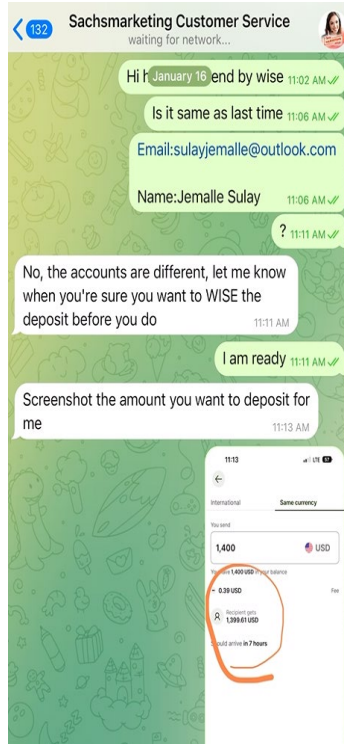 132
Sachsmarketing Customer Service
waiting for network...
January 16
Hi end by wise 11:02 AM
Is it same as last time 11:06 AM
Email:sulayjemalle@outlook.com
Name:Jemalle Sulay 11:06 AM
? 11:11 AM
No, the accounts are different, let me know
when you're sure you want to WISE the
deposit before you do
11:11 AM
I am ready 11:11 AM
Screenshot the amount you want to deposit for
me
11:13 AM
11:13
LTE
International Same currency
You send
1,400 USD
1,400 USD in your balance
- 0.39 USD Fee
Recipient gets
1,399.61 USD
arrive in 7 hours